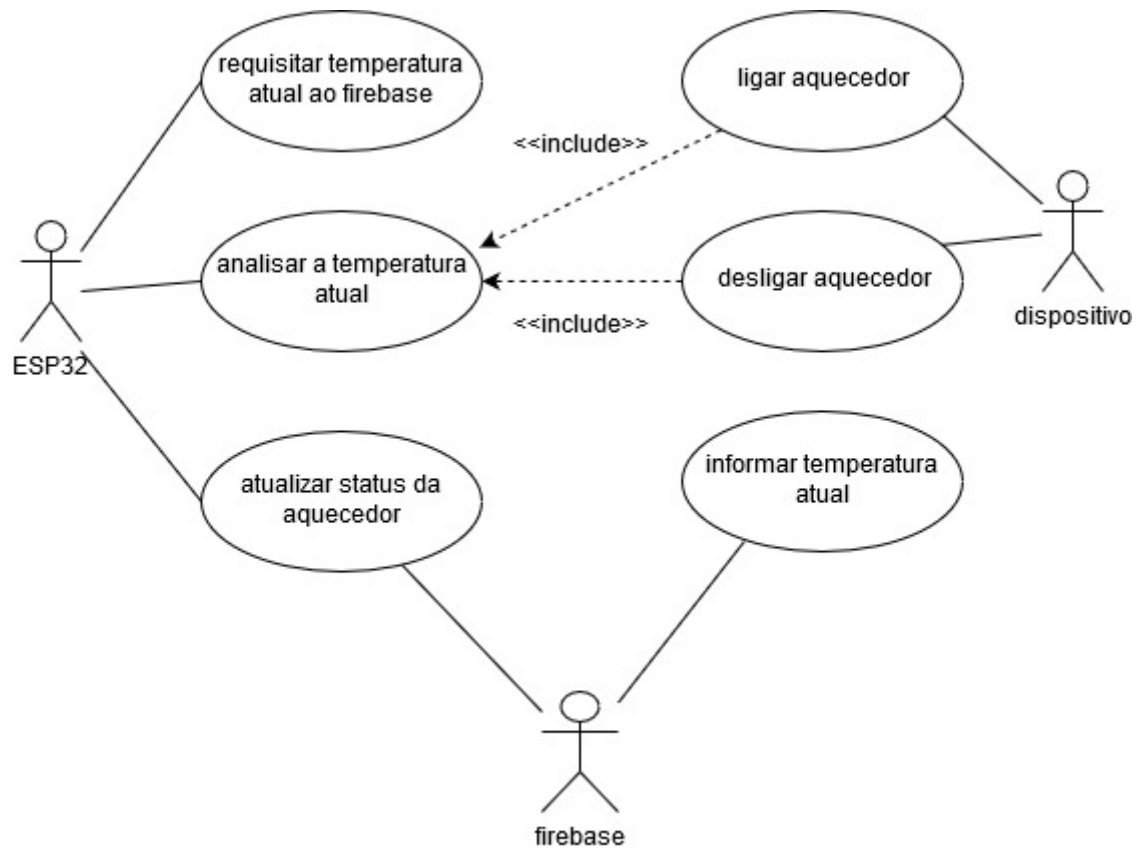 requisitar temperatura
atual ao firebase
ligar aquecedor
<<include>>
analisar a temperatura
atual
desligar aquecedor
<<include>>
dispositivo
ESP32
atualizar status da
aquecedor
informar temperatura
atual
firebase